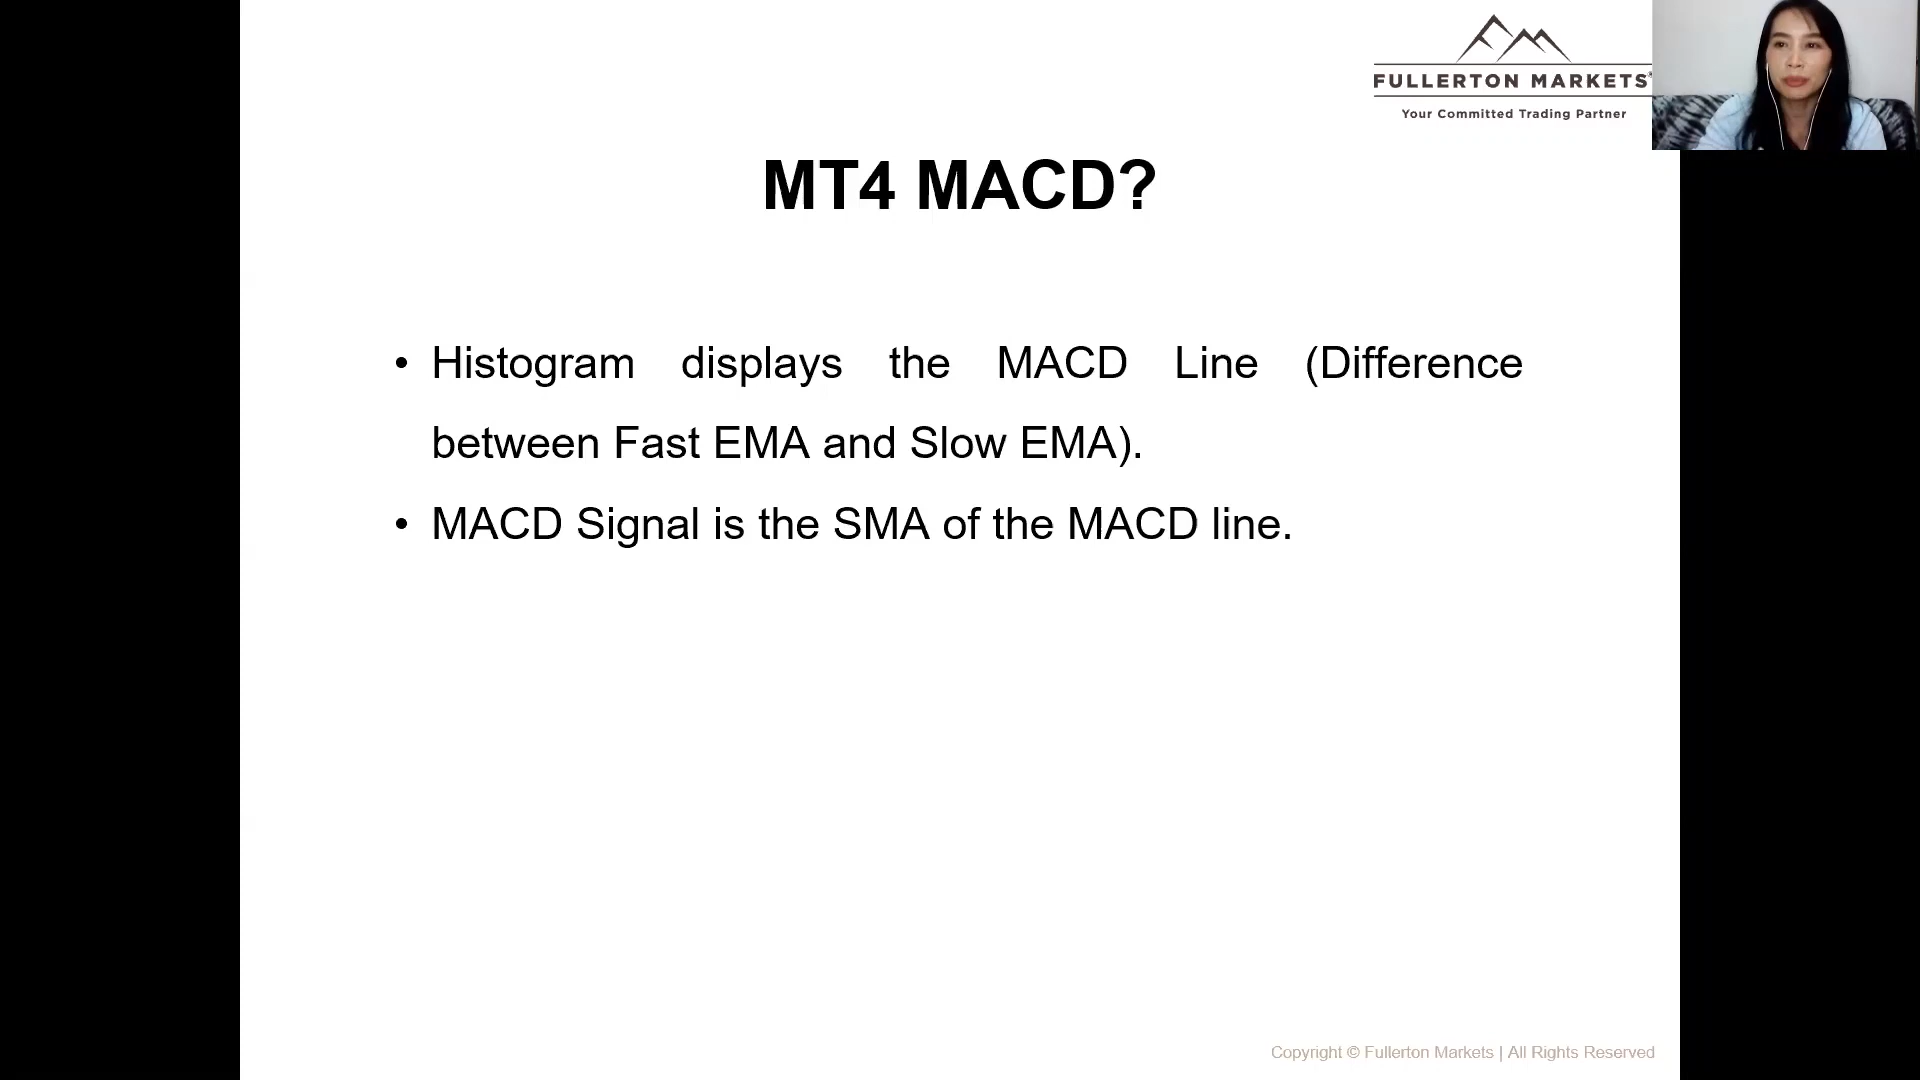 FULLERTON MARKETS®
Your Committed Trading Partner
MT4 MACD?
• Histogram displays the MACD Line (Difference
between Fast EMA and Slow EMA).
• MACD Signal is the SMA of the MACD line.
Copyright © Fullerton Markets | All Rights Reserved